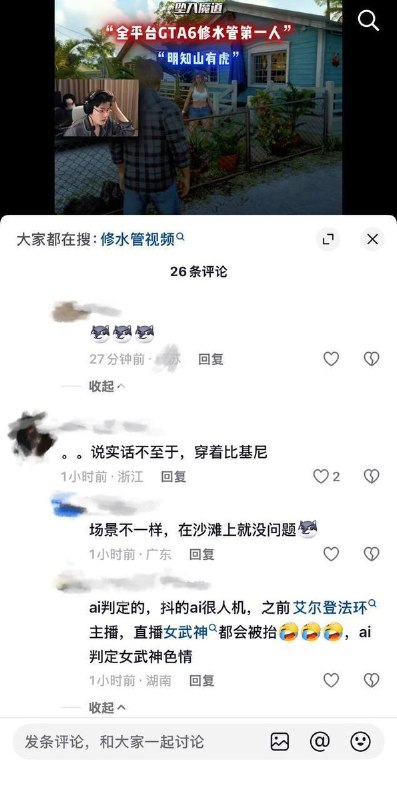 坠入魔道
“全平台GTA6修水管第一人”
“明知山有虎”
大家都在搜：修水管视频
26条评论
27分钟前· 回复
收起
。。说实话不至于，穿着比基尼
1小时前·浙江 回复
2
场景不一样，在沙滩上就没问题
1小时前·广东 回复
ai判定的，抖的ai很人机，之前艾尔登法环
主播，直播女武神都会被抬，ai
判定女武神色情
1小时前·湖南 回复
收起
发条评论，和大家一起讨论